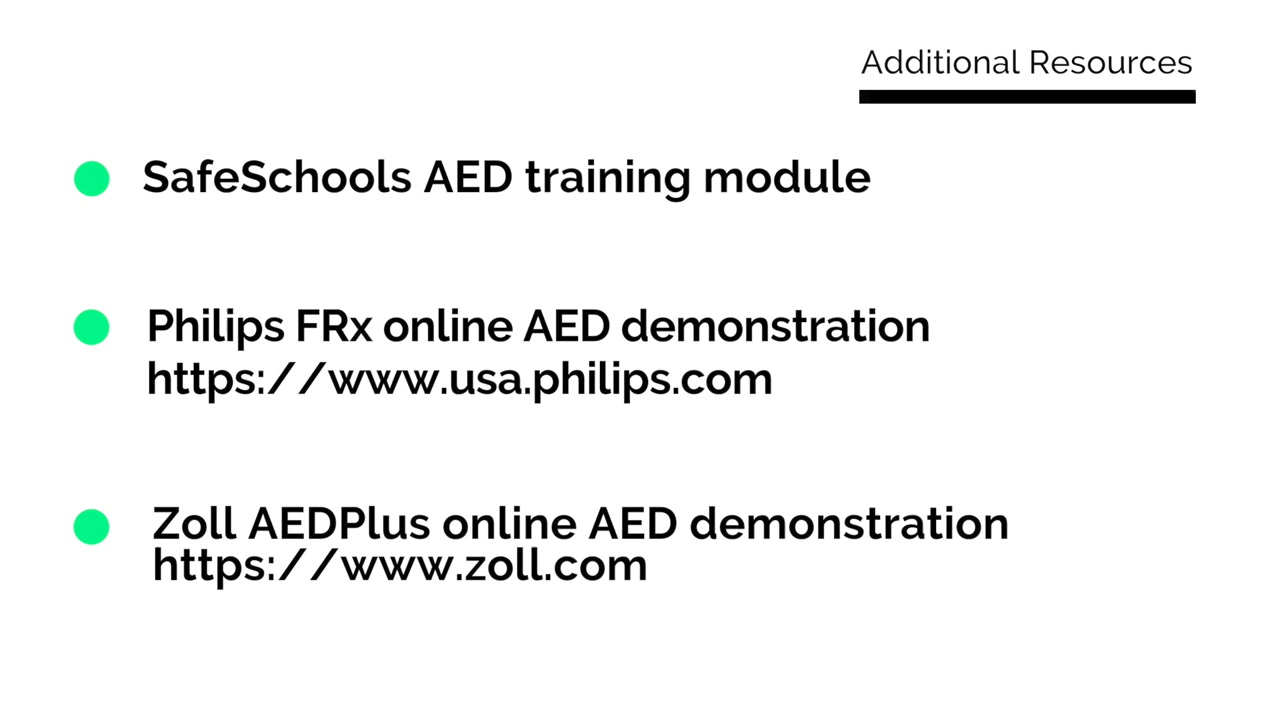 Additional Resources
SafeSchools AED training module
Philips FRx online AED demonstration
https://www.usa.philips.com
Zoll AEDPlus online AED demonstration
https://www.zoll.com